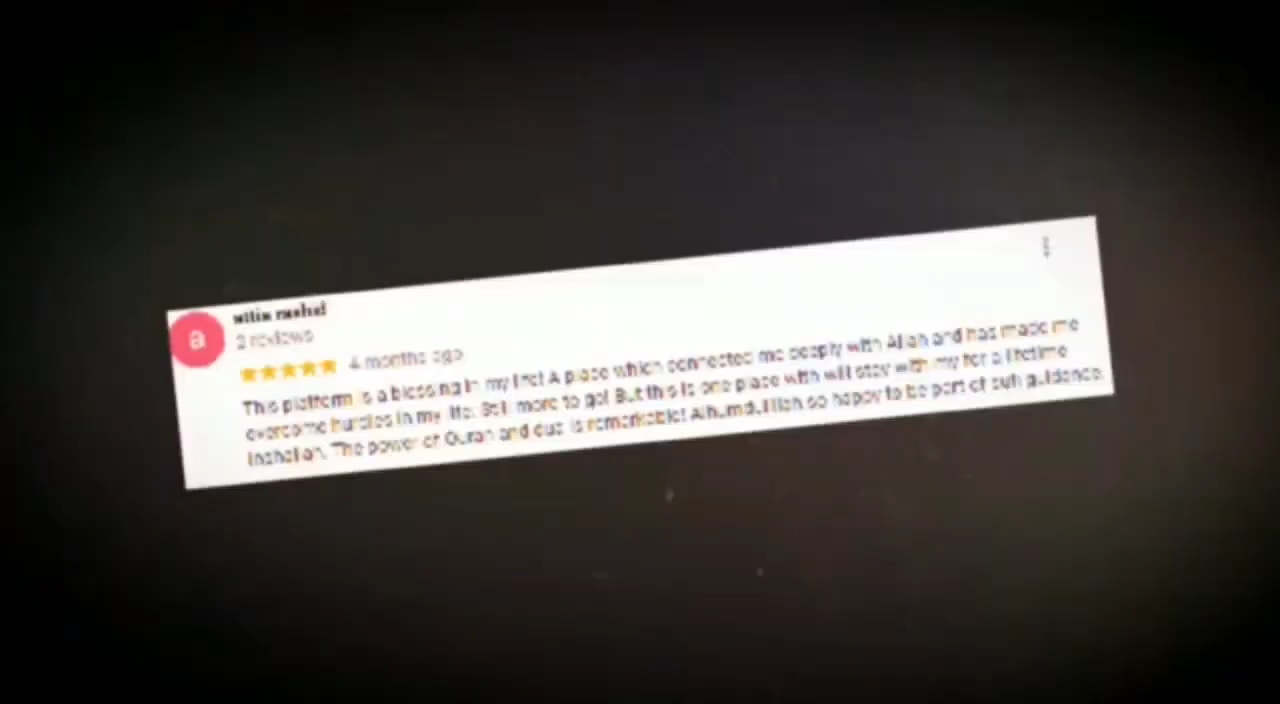 a
2 reviews
4 months ago
This platform is a blessing in my life! A place which connected me deeply with Allah and has made me
overcome hurdles in my life. Still more to go! But this is one place with will stay with my for a lifetime
Inshallah. The power of Quran and dua is remarkable! Alhumdulillah so happy to be part of such guidance.